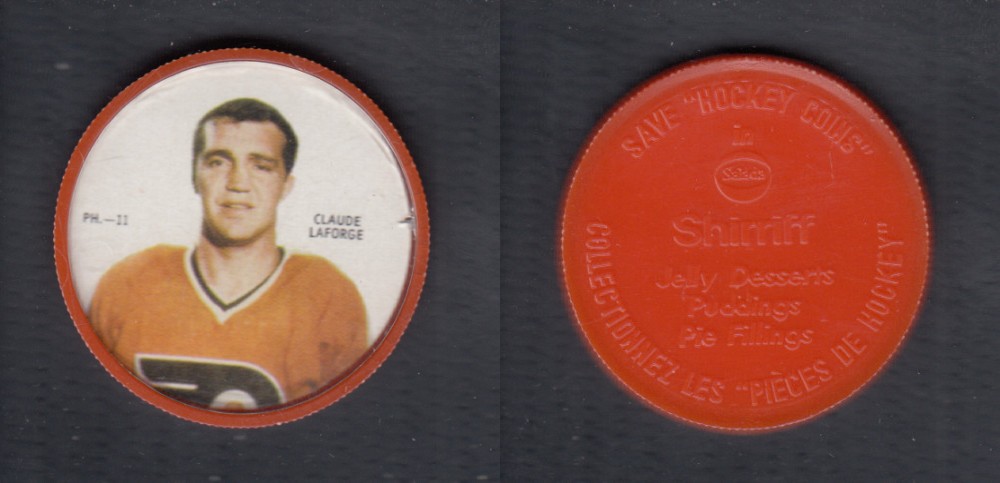 PH.-11
CLAUDE
LAFORGE
SAVE "HOCKEY COINS"
in
Salada
Shirriff
Jelly Desserts
Puddings
Pie Fillings
COLLECTIONNEZ LES "PIÈCES DE HOCKEY"